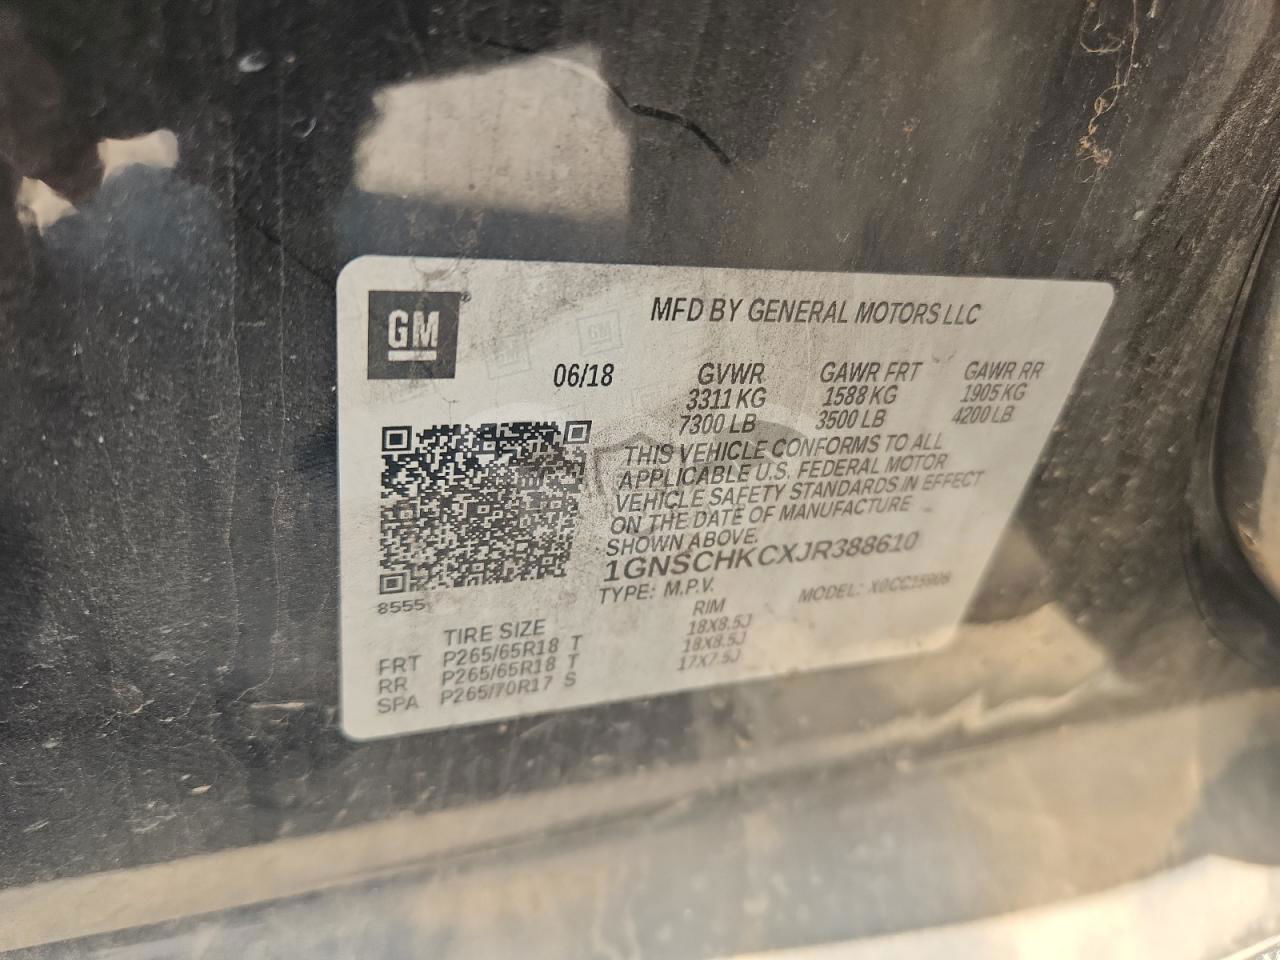 GM
MFD BY GENERAL MOTORS LLC
06/18
GVWR GAWR FRT GAWR RR
3311 KG 1588 KG 1905 KG
7300 LB 3500 LB 4200 LB
THIS VEHICLE CONFORMS TO ALL
APPLICABLE U.S. FEDERAL MOTOR
VEHICLE SAFETY STANDARDS IN EFFECT
ON THE DATE OF MANUFACTURE
SHOWN ABOVE.
1GNSCHKCXJR388610
TYPE: M.P.V. MODEL:
8555
TIRE SIZE RIM
FRT P265/65R18 T 18X8.5J
RR P265/65R18 T 18X8.5J
SPA P265/70R17 S 17X7.5J